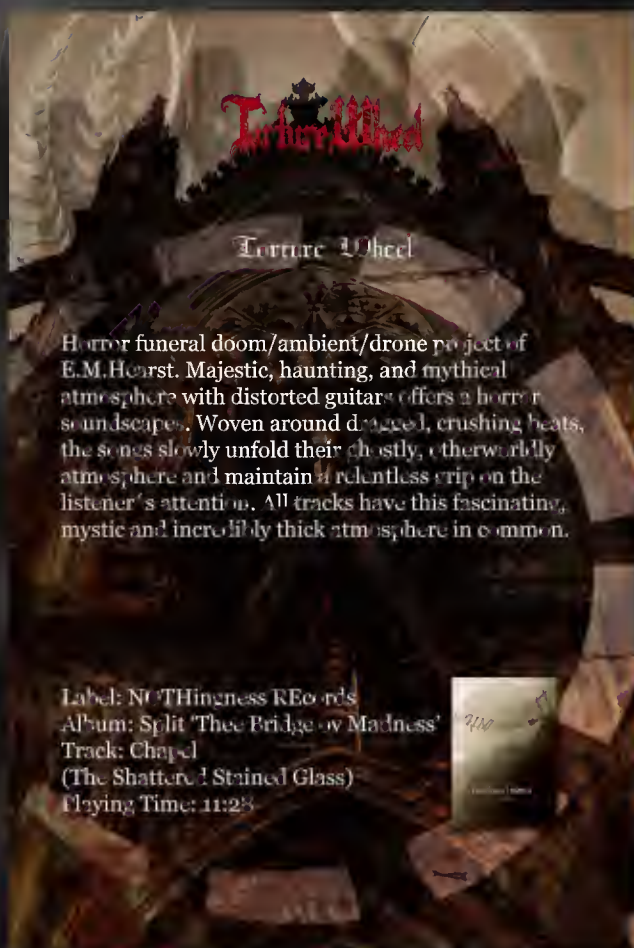 Torture Wheel
Torture Wheel
Horror funeral doom/ambient/drone project of
E.M.Hearst. Majestic, haunting, and mythical
atmosphere with distorted guitars offers a horror
soundscapes. Woven around dragged, crushing beats,
the songs slowly unfold their ghostly, otherworldly
atmosphere and maintain a relentless grip on the
listener´s attention. All tracks have this fascinating,
mystic and incredibly thick atmosphere in common.
Label: NOTHingness REcords
Album: Split 'Thee Bridge ov Madness'
Track: Chapel
(The Shattered Stained Glass)
Playing Time: 11:28